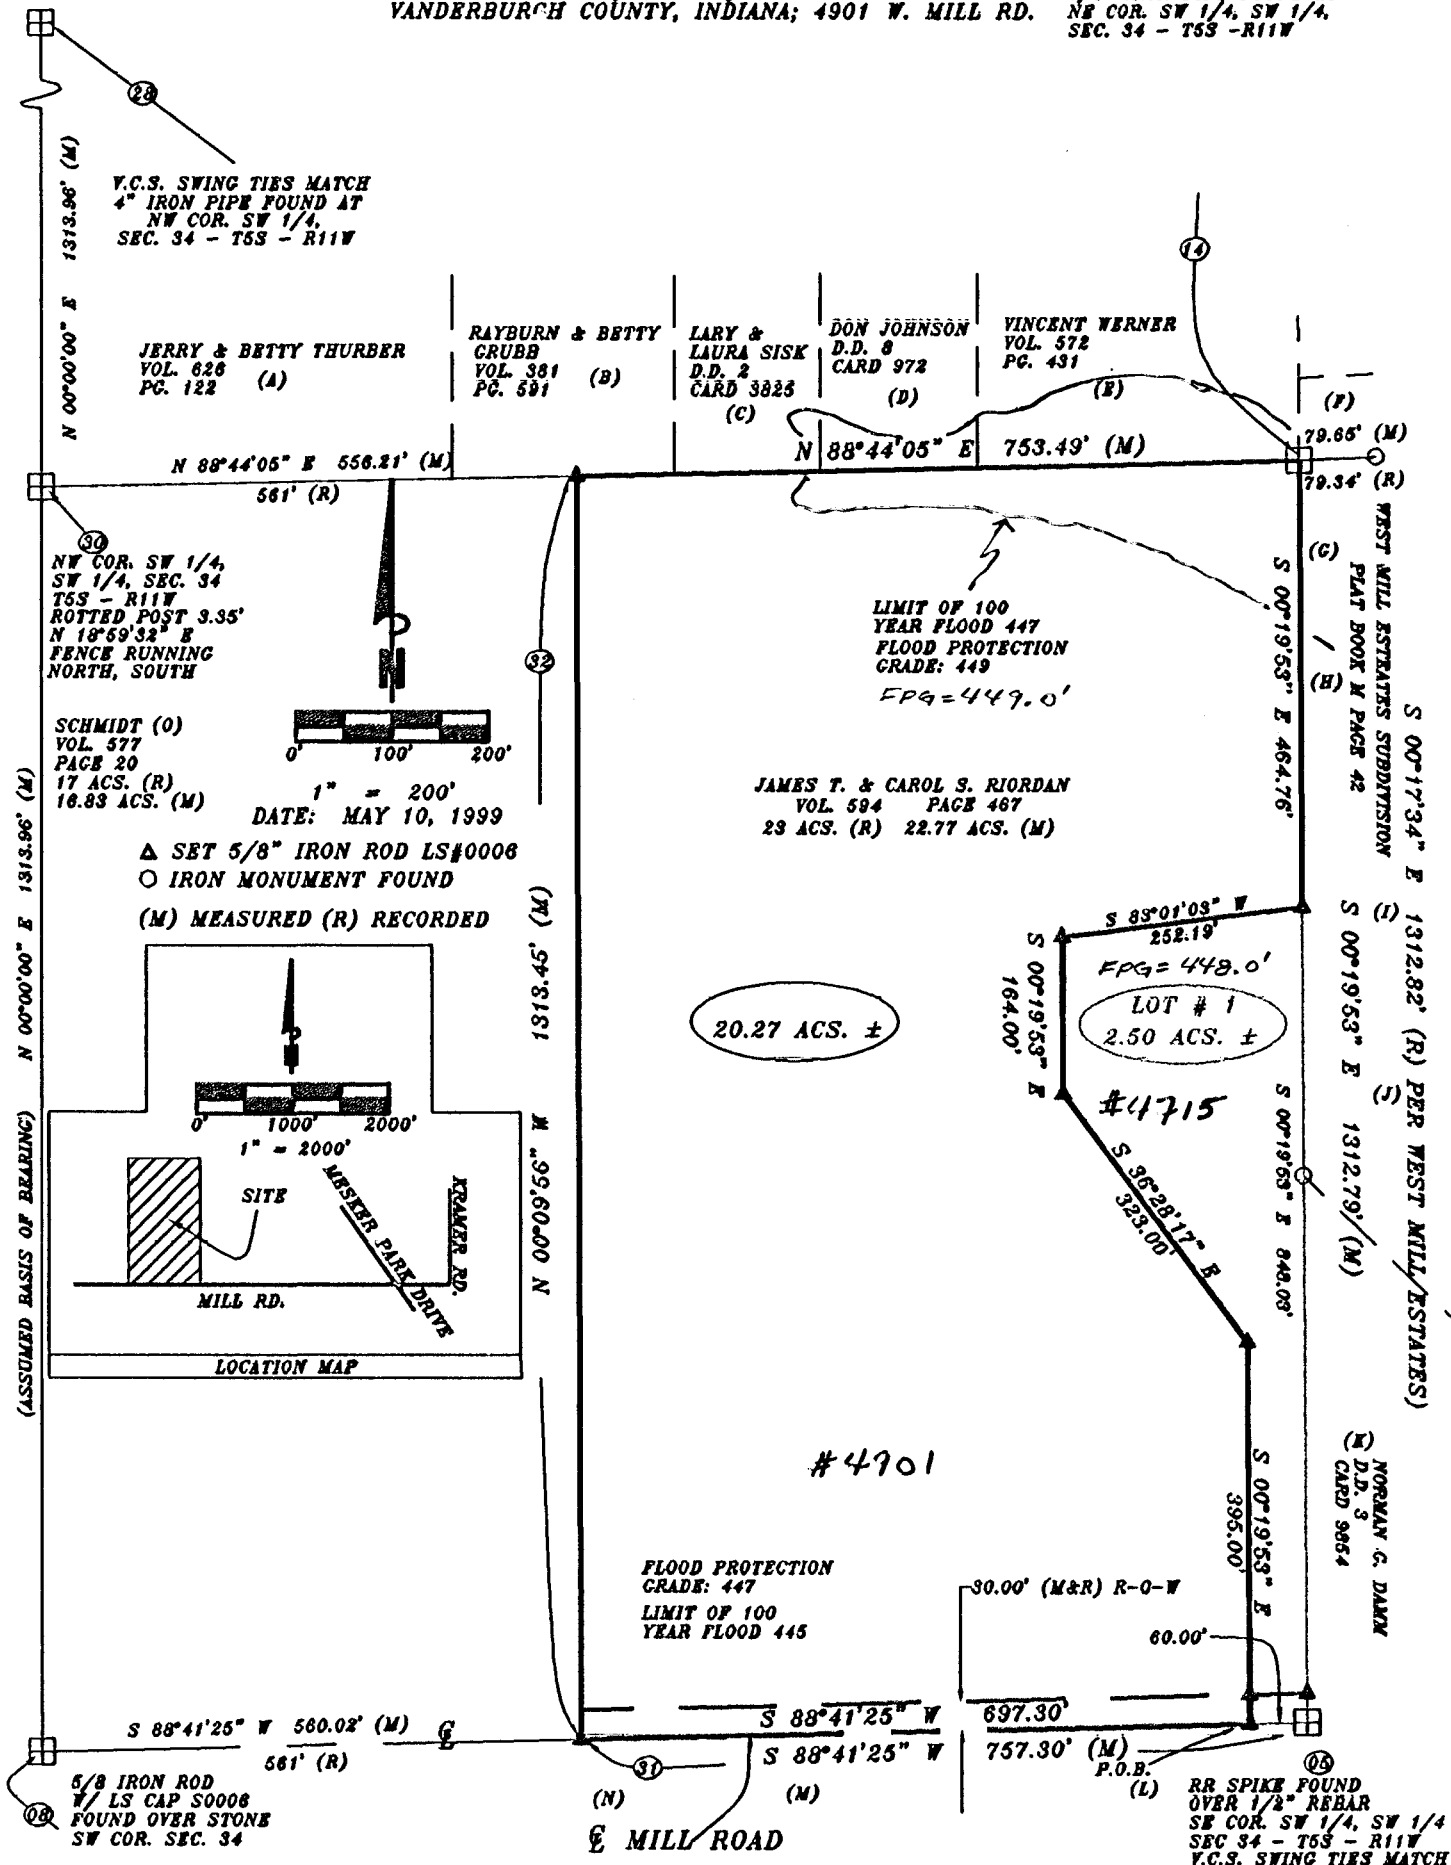 VANDERBURGH COUNTY, INDIANA; 4901 W. MILL RD.
NE COR. SW 1/4, SW 1/4,
SEC. 34 - T5S -R11W
28
V.C.S. SWING TIES MATCH
4" IRON PIPE FOUND AT
NW COR. SW 1/4,
SEC. 34 - T5S - R11W
N 00°00'00" E 1313.96' (M)
14
JERRY & BETTY THURBER
VOL. 626
PG. 122 (A)
RAYBURN & BETTY
GRUBB
VOL. 381
PG. 591 (B)
LARY &
LAURA SISK
D.D. 2
CARD 3825
(C)
DON JOHNSON
D.D. 8
CARD 972
(D)
VINCENT WERNER
VOL. 572
PG. 431
(E)
(F)
79.65' (M)
79.34' (R)
N 88°44'05" E 556.21' (M)
561' (R)
N 88°44'05" E 753.49' (M)
30
NW COR. SW 1/4,
SW 1/4, SEC. 34
T5S - R11W
ROTTED POST 3.35'
N 18°59'32" E
FENCE RUNNING
NORTH, SOUTH
SCHMIDT (O)
VOL. 577
PAGE 20
17 ACS. (R)
16.83 ACS. (M)
32
0' 100' 200'
1" = 200'
DATE: MAY 10, 1999
SET 5/8" IRON ROD LS#0006
IRON MONUMENT FOUND
(M) MEASURED (R) RECORDED
LIMIT OF 100
YEAR FLOOD 447
FLOOD PROTECTION
GRADE: 449
FPG=449.0'
JAMES T. & CAROL S. RIORDAN
VOL. 594 PAGE 467
23 ACS. (R) 22.77 ACS. (M)
(G)
(H)
S 00°19'53" E 464.76'
WEST MILL ESTRATES SUBDIVISION
PLAT BOOK M PAGE 42
S 00°17'34" E 1312.82' (R) PER WEST MILL ESTATES)
(I)
S 00°19'53" E 1312.79' (M)
(J)
S 83°01'03" W
252.19'
FPG= 448.0'
LOT # 1
2.50 ACS. ±
S 00°19'53" E
164.00'
20.27 ACS. ±
#4715
S 36°28'17" E
323.00'
S 00°19'53" E 848.03'
N 00°09'56" W 1313.45' (M)
(ASSUMED BASIS OF BEARING) N 00°00'00" E 1313.96' (M)
0' 1000' 2000'
1" = 2000'
SITE
MESKER PARK DRIVE
KRAMER RD.
MILL RD.
LOCATION MAP
#4901
S 00°19'53" E
395.00'
(K) NORMAN G. DAMM
D.D. 3
CARD 9854
FLOOD PROTECTION
GRADE: 447
LIMIT OF 100
YEAR FLOOD 445
30.00' (M&R) R-O-W
60.00'
S 88°41'25" W 697.30'
S 88°41'25" W 757.30' (M)
P.O.B.
(L)
S 88°41'25" W 560.02' (M)
561' (R)
31
(N)
(M)
08
5/8 IRON ROD
W/ LS CAP S0006
FOUND OVER STONE
SW COR. SEC. 34
℄ MILL ROAD
RR SPIKE FOUND
OVER 1/2" REBAR
SE COR. SW 1/4, SW 1/4
SEC 34 - T5S - R11W
V.C.S. SWING TIES MATCH